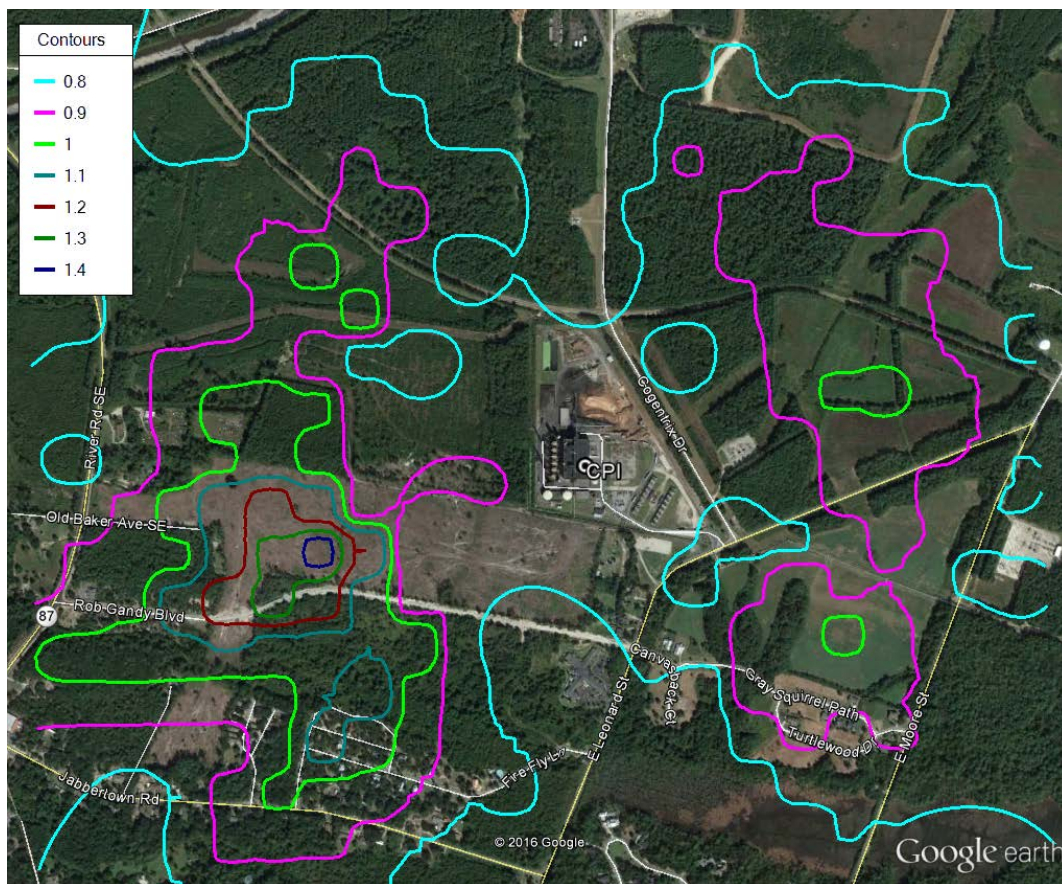 Contours
0.8
0.9
1
1.1
1.2
1.3
1.4
River Rd SE
Cogentrix Dr
CPI
Old Baker Ave SE
87
Rob Gandy Blvd
Canvasback Ct
Gray Squirrel Path
E Leonard St
Turtlewood Dr
E Moore St
Fire Fly Ln
Jabbertown Rd
© 2016 Google
Google earth